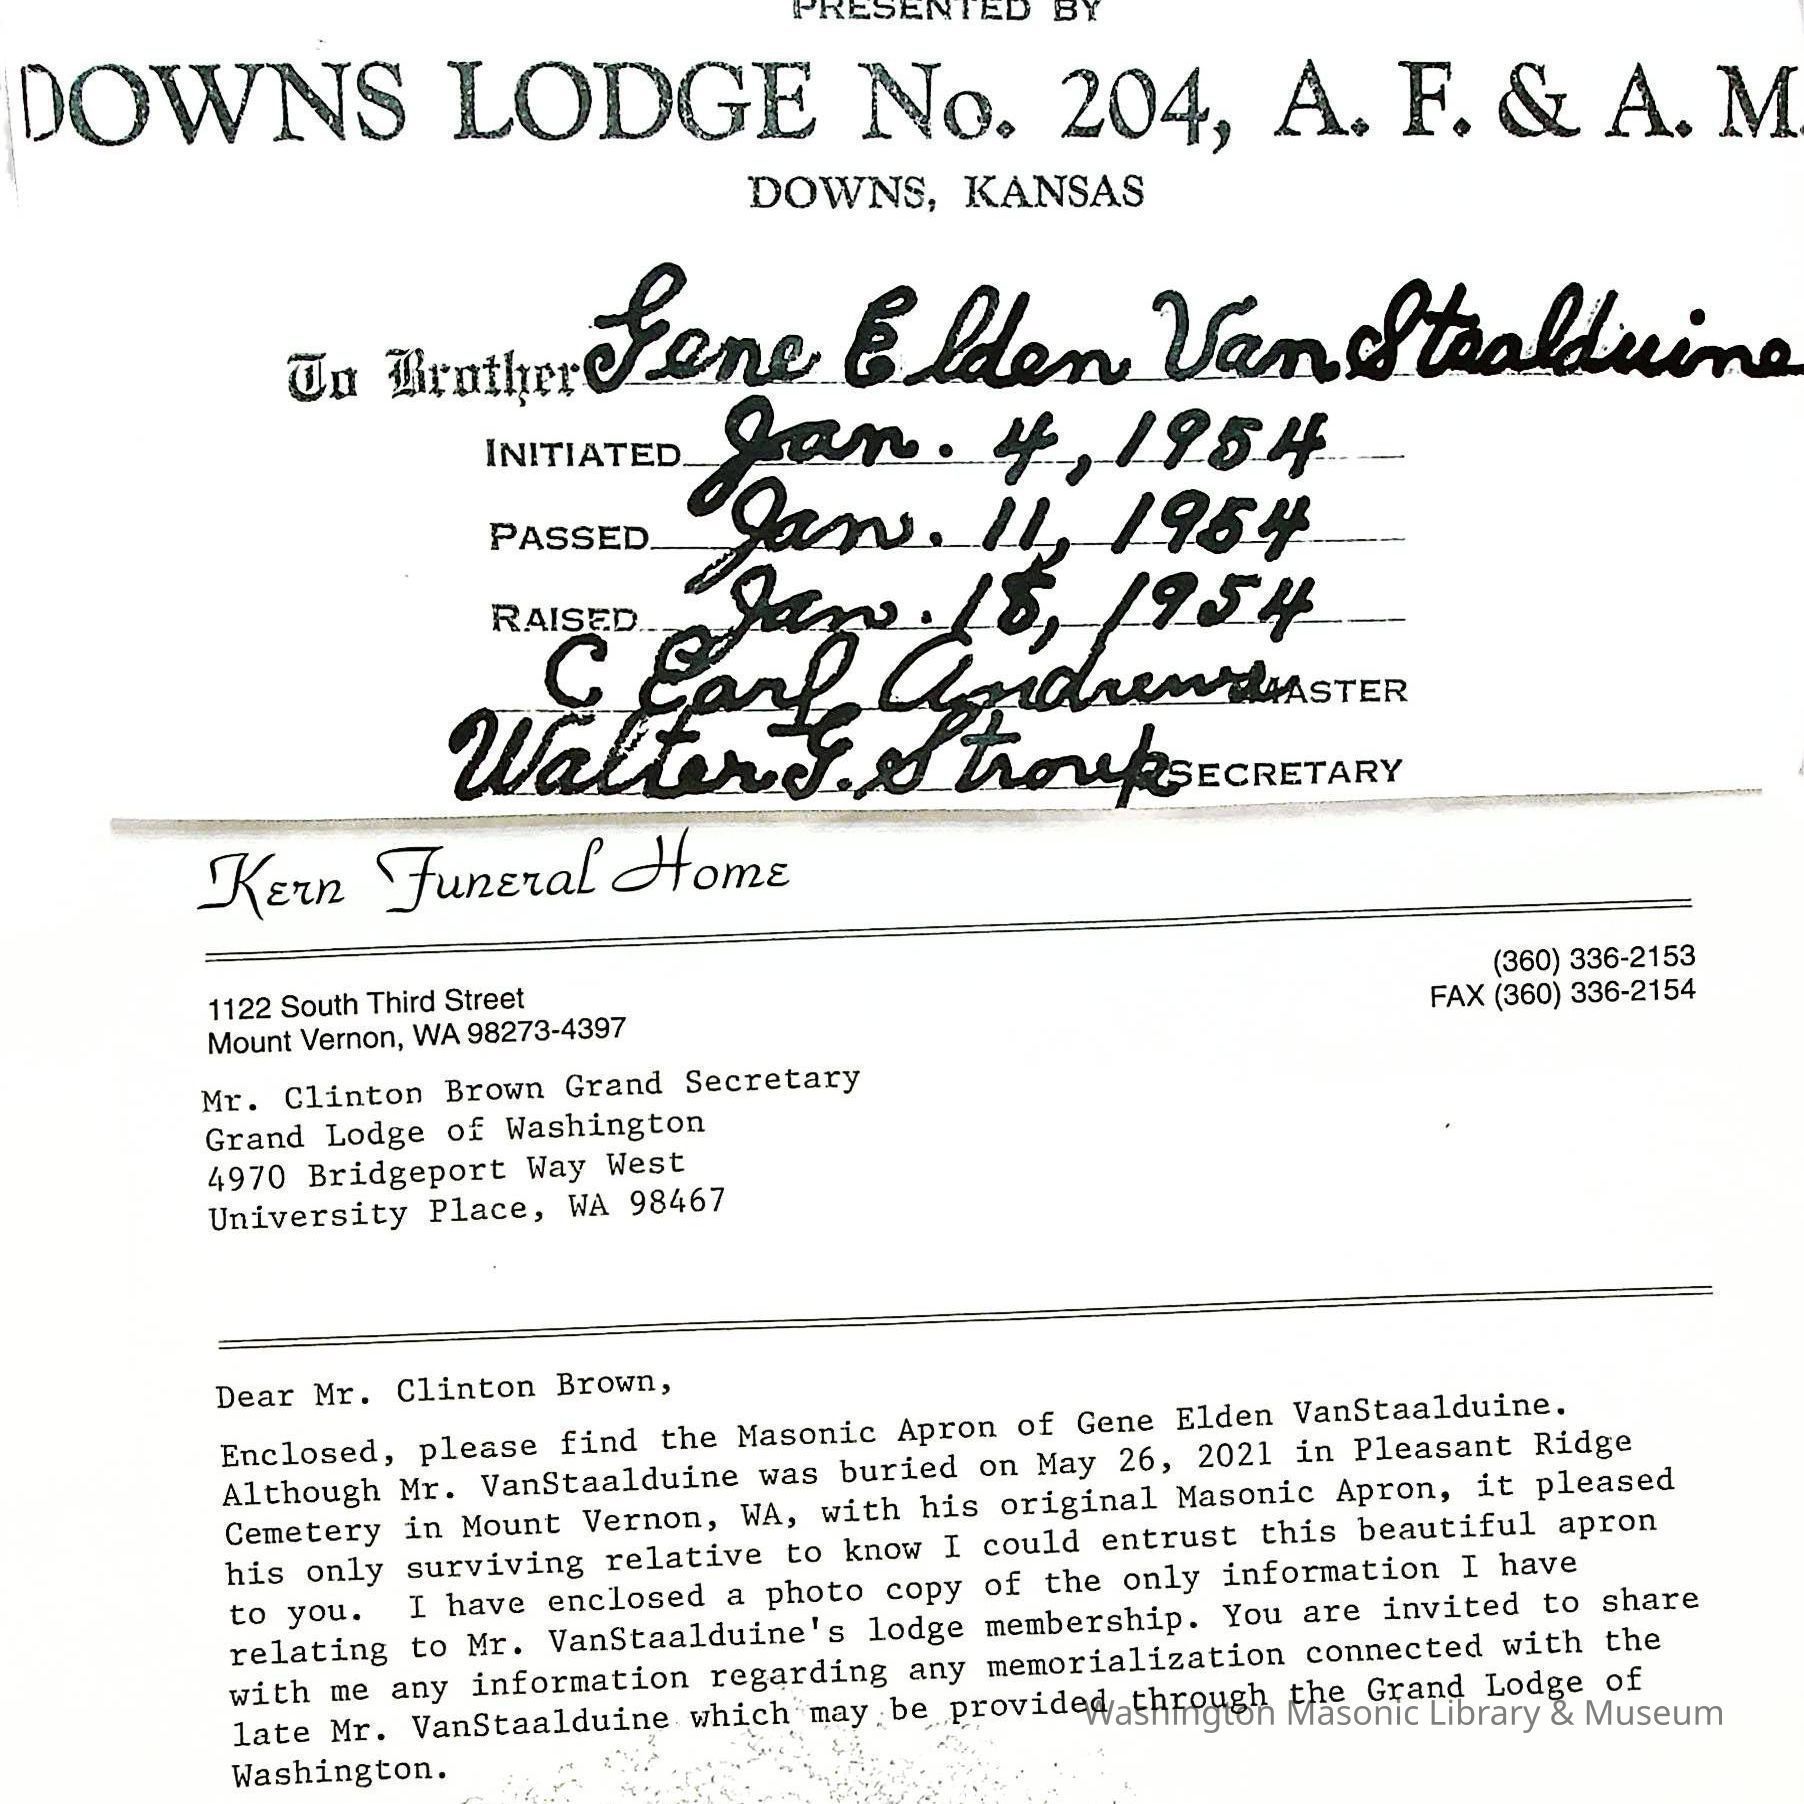 PRESENTED BY
DOWNS LODGE No. 204, A. F. & A. M.
DOWNS, KANSAS
To Brother Gene Elden VanStealduine
INITIATED Jan. 4, 1954
PASSED Jan. 11, 1954
RAISED Jan. 18, 1954
C Earl Andrews MASTER
Walter G. Stroup SECRETARY
Kern Funeral Home
(360) 336-2153
FAX (360) 336-2154
1122 South Third Street
Mount Vernon, WA 98273-4397
Mr. Clinton Brown Grand Secretary
Grand Lodge of Washington
4970 Bridgeport Way West
University Place, WA 98467
Dear Mr. Clinton Brown,
Enclosed, please find the Masonic Apron of Gene Elden VanStaalduine.
Although Mr. VanStaalduine was buried on May 26, 2021 in Pleasant Ridge
Cemetery in Mount Vernon, WA, with his original Masonic Apron, it pleased
his only surviving relative to know I could entrust this beautiful apron
to you. I have enclosed a photo copy of the only information I have
relating to Mr. VanStaalduine's lodge membership. You are invited to share
with me any information regarding any memorialization connected with the
late Mr. VanStaalduine which may be provided through the Grand Lodge of
Washington.
Washington Masonic Library & Museum